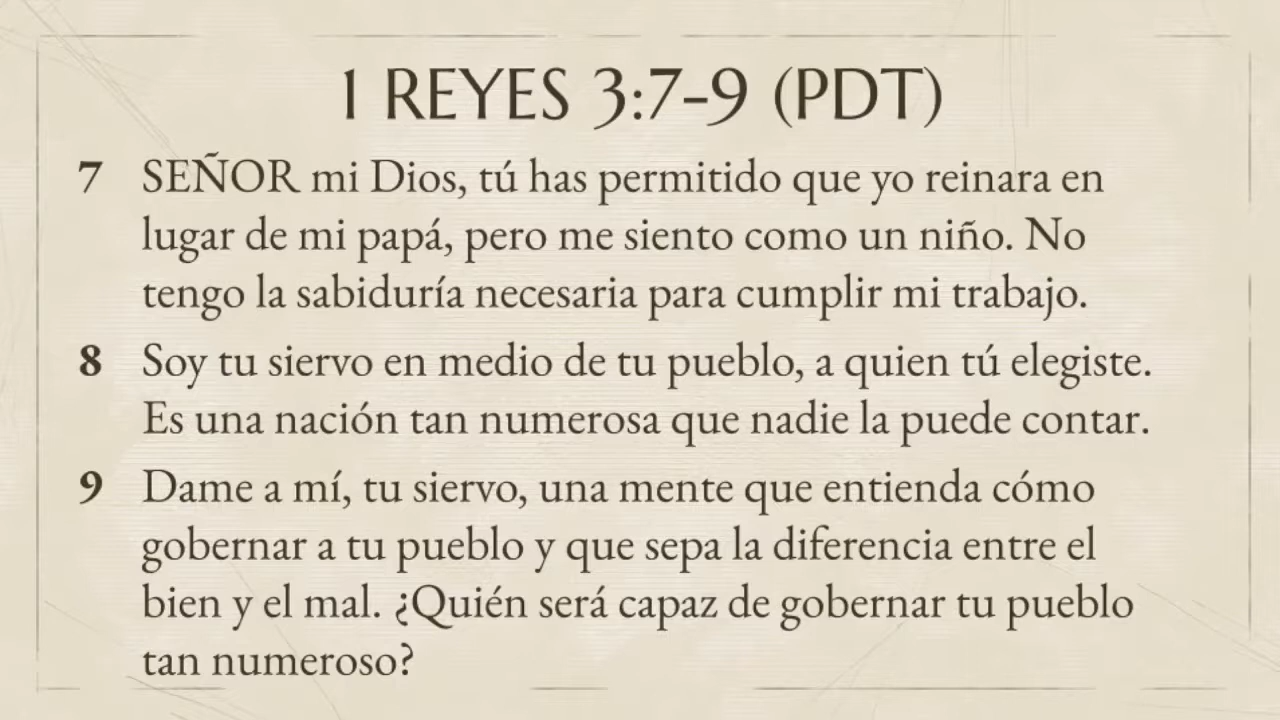 1 REYES 3:7-9 (PDT)
7 SEÑOR mi Dios, tú has permitido que yo reinara en
lugar de mi papá, pero me siento como un niño. No
tengo la sabiduría necesaria para cumplir mi trabajo.
8 Soy tu siervo en medio de tu pueblo, a quien tú elegiste.
Es una nación tan numerosa que nadie la puede contar.
9 Dame a mí, tu siervo, una mente que entienda cómo
gobernar a tu pueblo y que sepa la diferencia entre el
bien y el mal. ¿Quién será capaz de gobernar tu pueblo
tan numeroso?